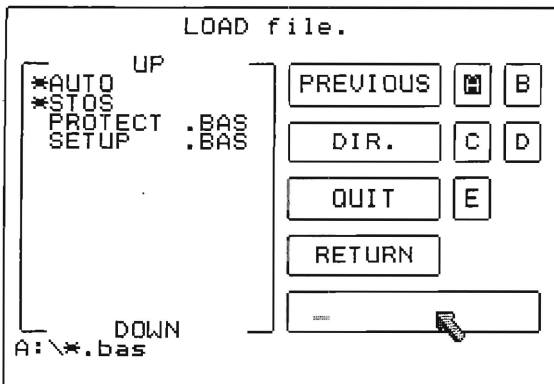 LOAD file.
UP
*AUTO
*STOS
PROTECT .BAS
SETUP .BAS
DOWN
A:\*.bas
PREVIOUS A B
DIR. C D
QUIT E
RETURN